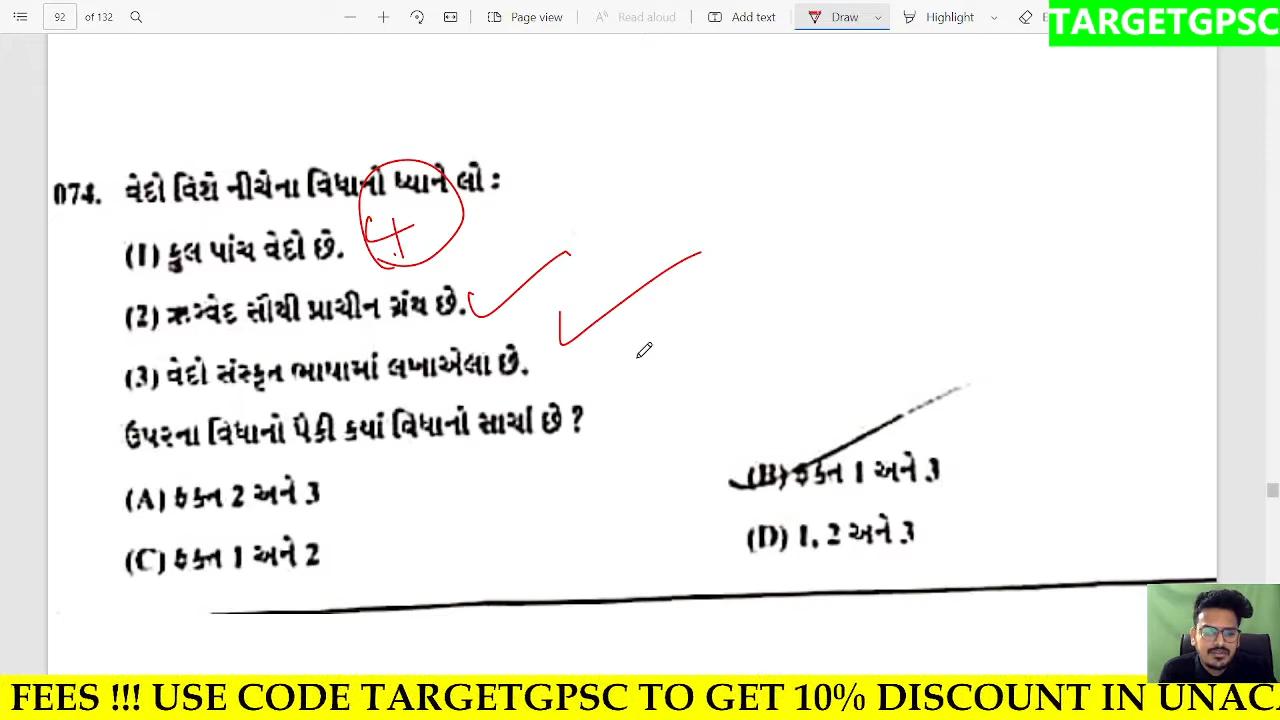 92 of 132
Page view
Read aloud
Add text
Draw
Highlight
E
TARGETGPSC
074. વેદો વિશે નીચેના વિધાનો ધ્યાને લો :
(1) કુલ પાંચ વેદો છે.
4
(2) ઋગ્વેદ સૌથી પ્રાચીન ગ્રંથ છે.
(3) વેદો સંસ્કૃત ભાષામાં લખાએલા છે.
ઉપરના વિધાનો પૈકી કયાં વિધાનો સાચાં છે ?
(A) ફક્ત 2 અને 3
(B) ફક્ત 1 અને 3
(C) ફક્ત 1 અને 2
(D) 1, 2 અને 3
FEES !!! USE CODE TARGETGPSC TO GET 10% DISCOUNT IN UNAC